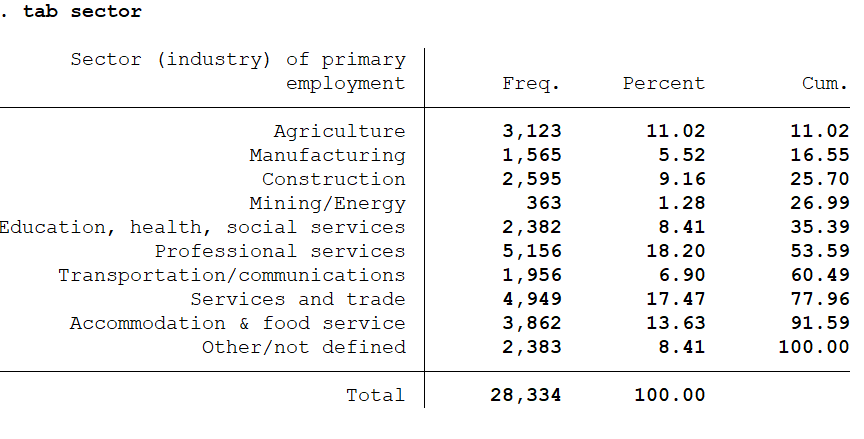 . tab sector
Sector (industry) of primary
employment Freq. Percent Cum.
Agriculture 3,123 11.02 11.02
Manufacturing 1,565 5.52 16.55
Construction 2,595 9.16 25.70
Mining/Energy 363 1.28 26.99
Education, health, social services 2,382 8.41 35.39
Professional services 5,156 18.20 53.59
Transportation/communications 1,956 6.90 60.49
Services and trade 4,949 17.47 77.96
Accommodation & food service 3,862 13.63 91.59
Other/not defined 2,383 8.41 100.00
Total 28,334 100.00